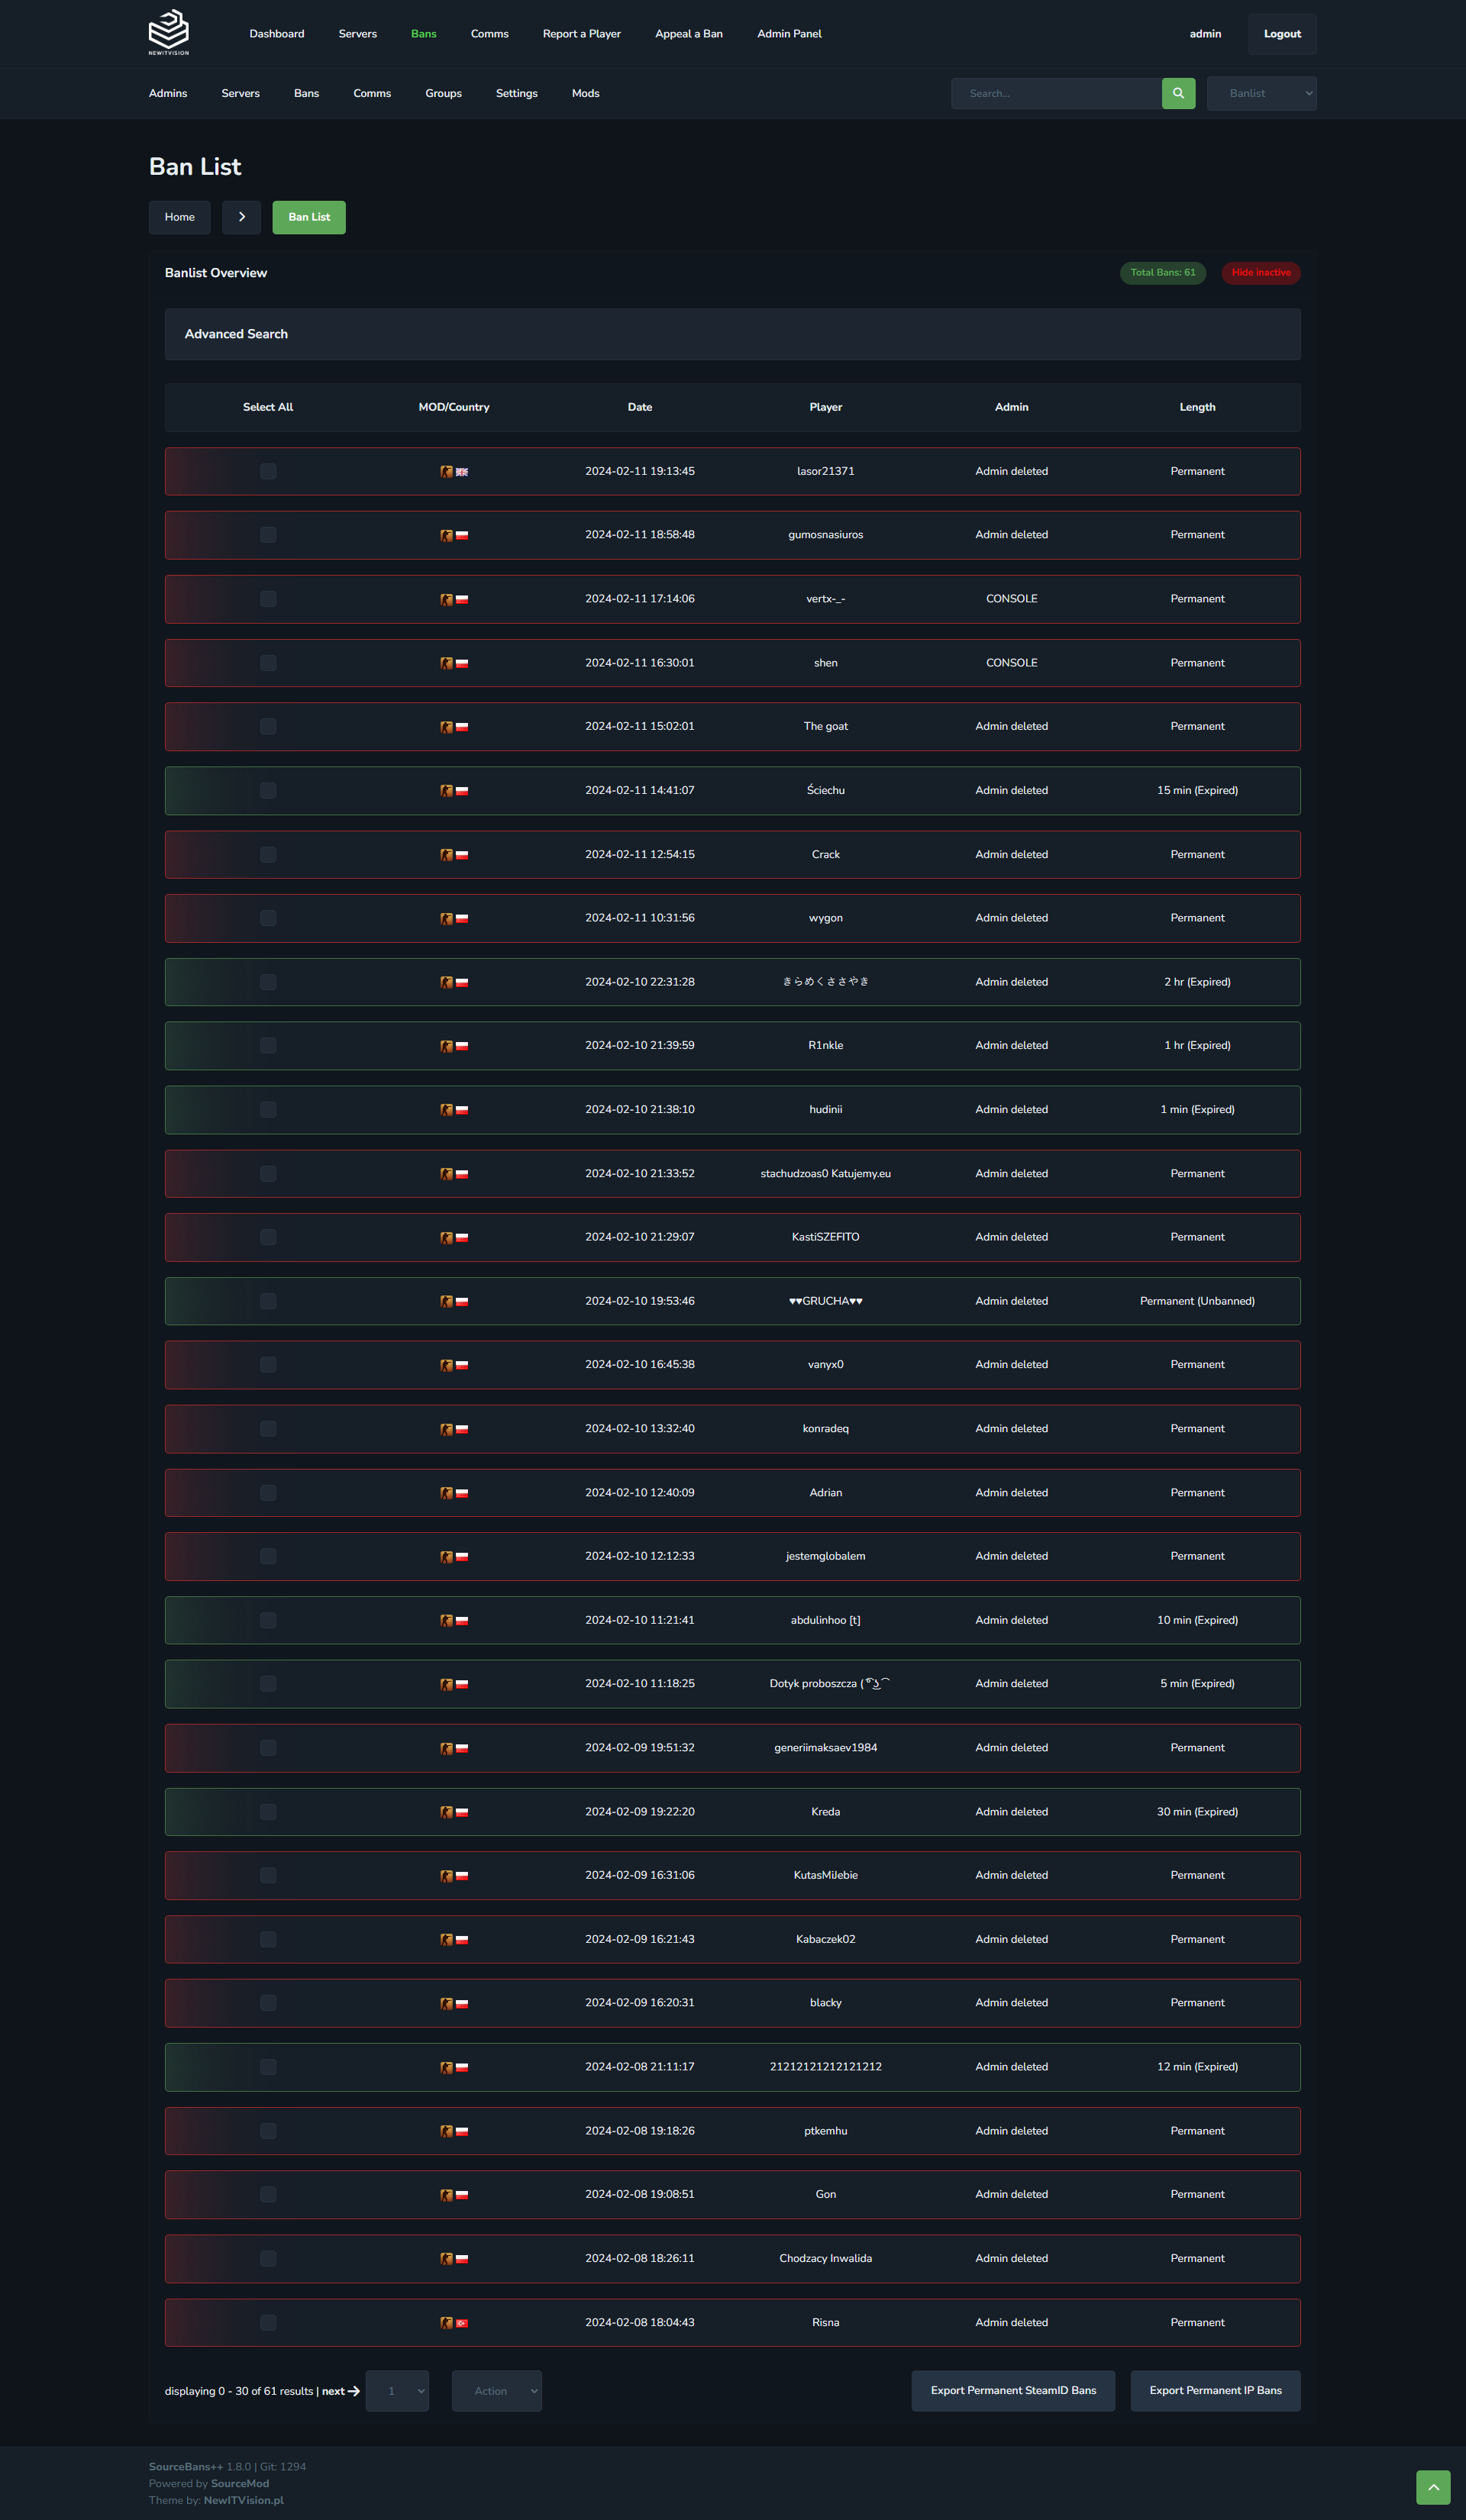 NEWITVISION
Dashboard Servers Bans Comms Report a Player Appeal a Ban Admin Panel admin Logout
Admins Servers Bans Comms Groups Settings Mods Search... Banlist
Ban List
Home Ban List
Banlist Overview Total Bans: 61 Hide inactive
Advanced Search
Select All MOD/Country Date Player Admin Length
2024-02-11 19:13:45 lasor21371 Admin deleted Permanent
2024-02-11 18:58:48 gumosnasiuros Admin deleted Permanent
2024-02-11 17:14:06 vertx-_- CONSOLE Permanent
2024-02-11 16:30:01 shen CONSOLE Permanent
2024-02-11 15:02:01 The goat Admin deleted Permanent
2024-02-11 14:41:07 Ściechu Admin deleted 15 min (Expired)
2024-02-11 12:54:15 Crack Admin deleted Permanent
2024-02-11 10:31:56 wygon Admin deleted Permanent
2024-02-10 22:31:28 きらめくささやき Admin deleted 2 hr (Expired)
2024-02-10 21:39:59 R1nkle Admin deleted 1 hr (Expired)
2024-02-10 21:38:10 hudinii Admin deleted 1 min (Expired)
2024-02-10 21:33:52 stachudzoas0 Katujemy.eu Admin deleted Permanent
2024-02-10 21:29:07 KastiSZEFITO Admin deleted Permanent
2024-02-10 19:53:46 ♥♥GRUCHA♥♥ Admin deleted Permanent (Unbanned)
2024-02-10 16:45:38 vanyx0 Admin deleted Permanent
2024-02-10 13:32:40 konradeq Admin deleted Permanent
2024-02-10 12:40:09 Adrian Admin deleted Permanent
2024-02-10 12:12:33 jestemglobalem Admin deleted Permanent
2024-02-10 11:21:41 abdulinhoo [t] Admin deleted 10 min (Expired)
2024-02-10 11:18:25 Dotyk proboszcza ( ͡° ͜ʖ ͡ Admin deleted 5 min (Expired)
2024-02-09 19:51:32 generiimaksaev1984 Admin deleted Permanent
2024-02-09 19:22:20 Kreda Admin deleted 30 min (Expired)
2024-02-09 16:31:06 KutasMiJebie Admin deleted Permanent
2024-02-09 16:21:43 Kabaczek02 Admin deleted Permanent
2024-02-09 16:20:31 blacky Admin deleted Permanent
2024-02-08 21:11:17 21212121212121212 Admin deleted 12 min (Expired)
2024-02-08 19:18:26 ptkemhu Admin deleted Permanent
2024-02-08 19:08:51 Gon Admin deleted Permanent
2024-02-08 18:26:11 Chodzacy Inwalida Admin deleted Permanent
2024-02-08 18:04:43 Risna Admin deleted Permanent
displaying 0 - 30 of 61 results | next 1 Action Export Permanent SteamID Bans Export Permanent IP Bans
SourceBans++ 1.8.0 | Git: 1294
Powered by SourceMod
Theme by: NewITVision.pl